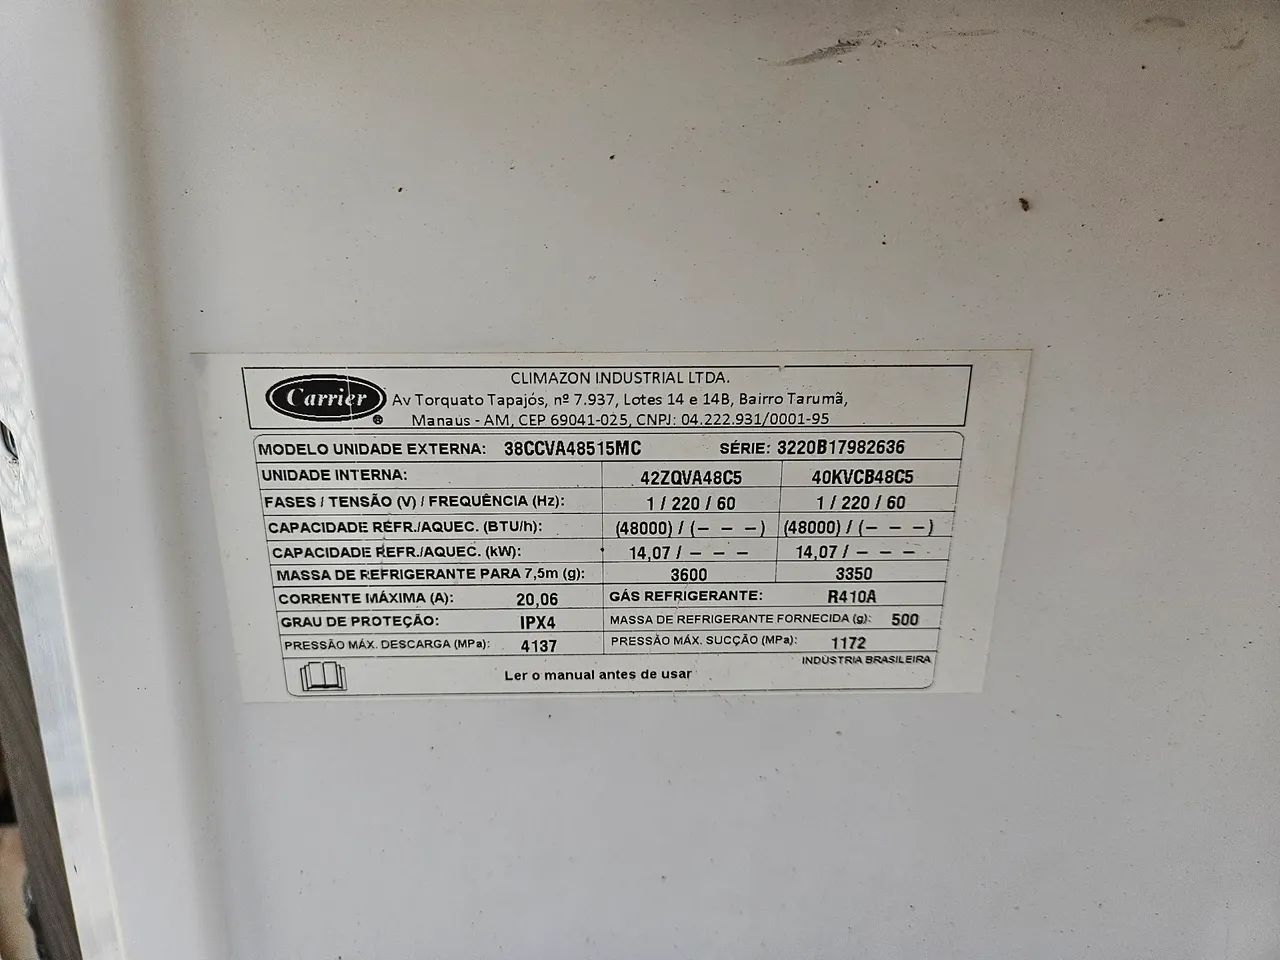 CLIMAZON INDUSTRIAL LTDA.
Carrier ® Av Torquato Tapajós, nº 7.937, Lotes 14 e 14B, Bairro Tarumã,
Manaus - AM, CEP 69041-025, CNPJ: 04.222.931/0001-95
MODELO UNIDADE EXTERNA: 38CCVA48515MC SÉRIE: 3220B17982636
UNIDADE INTERNA: 42ZQVA48C5 40KVCB48C5
FASES / TENSÃO (V) / FREQUÊNCIA (Hz): 1 / 220 / 60 1 / 220 / 60
CAPACIDADE REFR./AQUEC. (BTU/h): (48000) / (- - -) (48000) / (- - -)
CAPACIDADE REFR./AQUEC. (kW): 14,07 / - - - 14,07 / - - -
MASSA DE REFRIGERANTE PARA 7,5m (g): 3600 3350
CORRENTE MÁXIMA (A): 20,06 GÁS REFRIGERANTE: R410A
GRAU DE PROTEÇÃO: IPX4 MASSA DE REFRIGERANTE FORNECIDA (g): 500
PRESSÃO MÁX. DESCARGA (MPa): 4137 PRESSÃO MÁX. SUCÇÃO (MPa): 1172
INDÚSTRIA BRASILEIRA
Ler o manual antes de usar